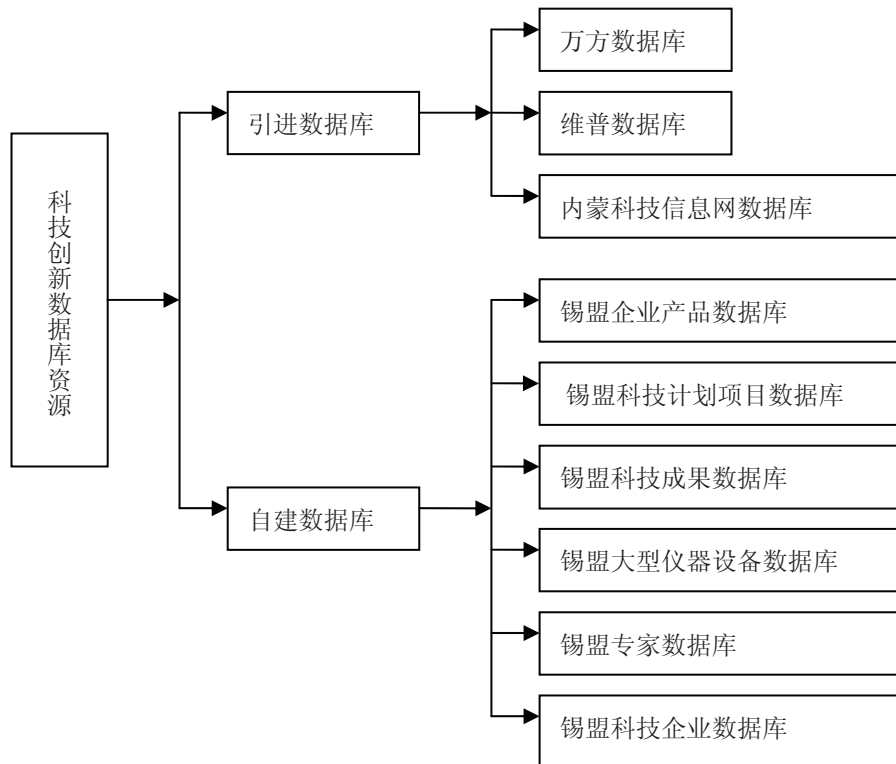 科技创新数据库资源
引进数据库
万方数据库
维普数据库
内蒙科技信息网数据库
自建数据库
锡盟企业产品数据库
锡盟科技计划项目数据库
锡盟科技成果数据库
锡盟大型仪器设备数据库
锡盟专家数据库
锡盟科技企业数据库